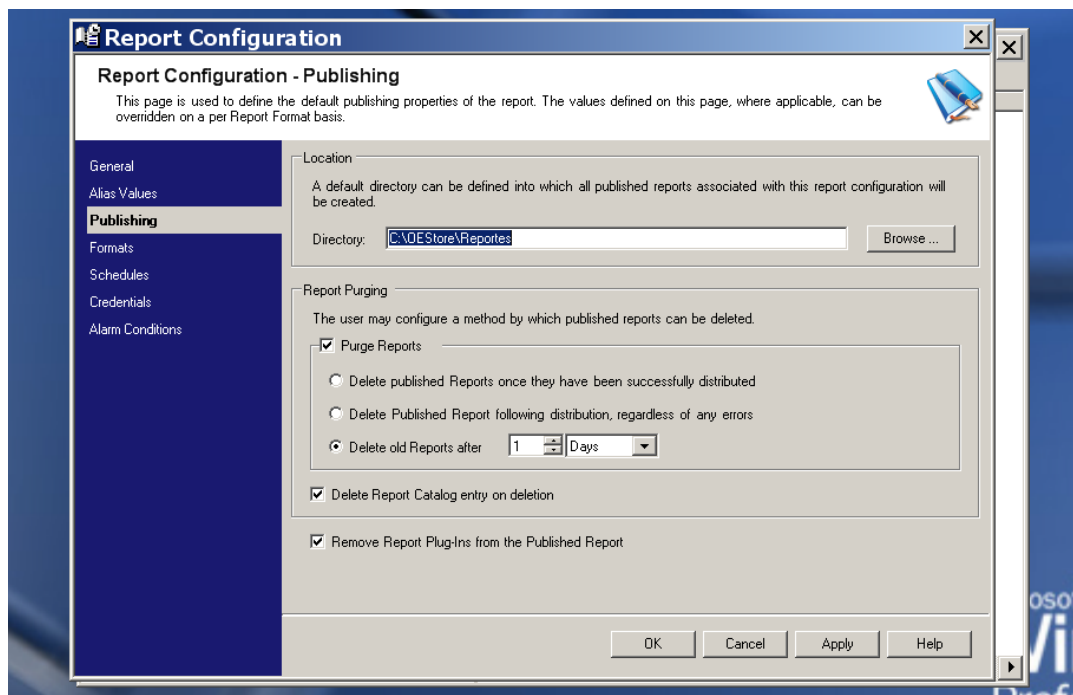 Report Configuration
Report Configuration - Publishing
This page is used to define the default publishing properties of the report. The values defined on this page, where applicable, can be
overridden on a per Report Format basis.
General
Alias Values
Publishing
Formats
Schedules
Credentials
Alarm Conditions
Location
A default directory can be defined into which all published reports associated with this report configuration will
be created.
Directory: C:\OEStore\Reportes Browse ...
Report Purging
The user may configure a method by which published reports can be deleted.
Purge Reports
Delete published Reports once they have been successfully distributed
Delete Published Report following distribution, regardless of any errors
Delete old Reports after 1 Days
Delete Report Catalog entry on deletion
Remove Report Plug-Ins from the Published Report
OK Cancel Apply Help